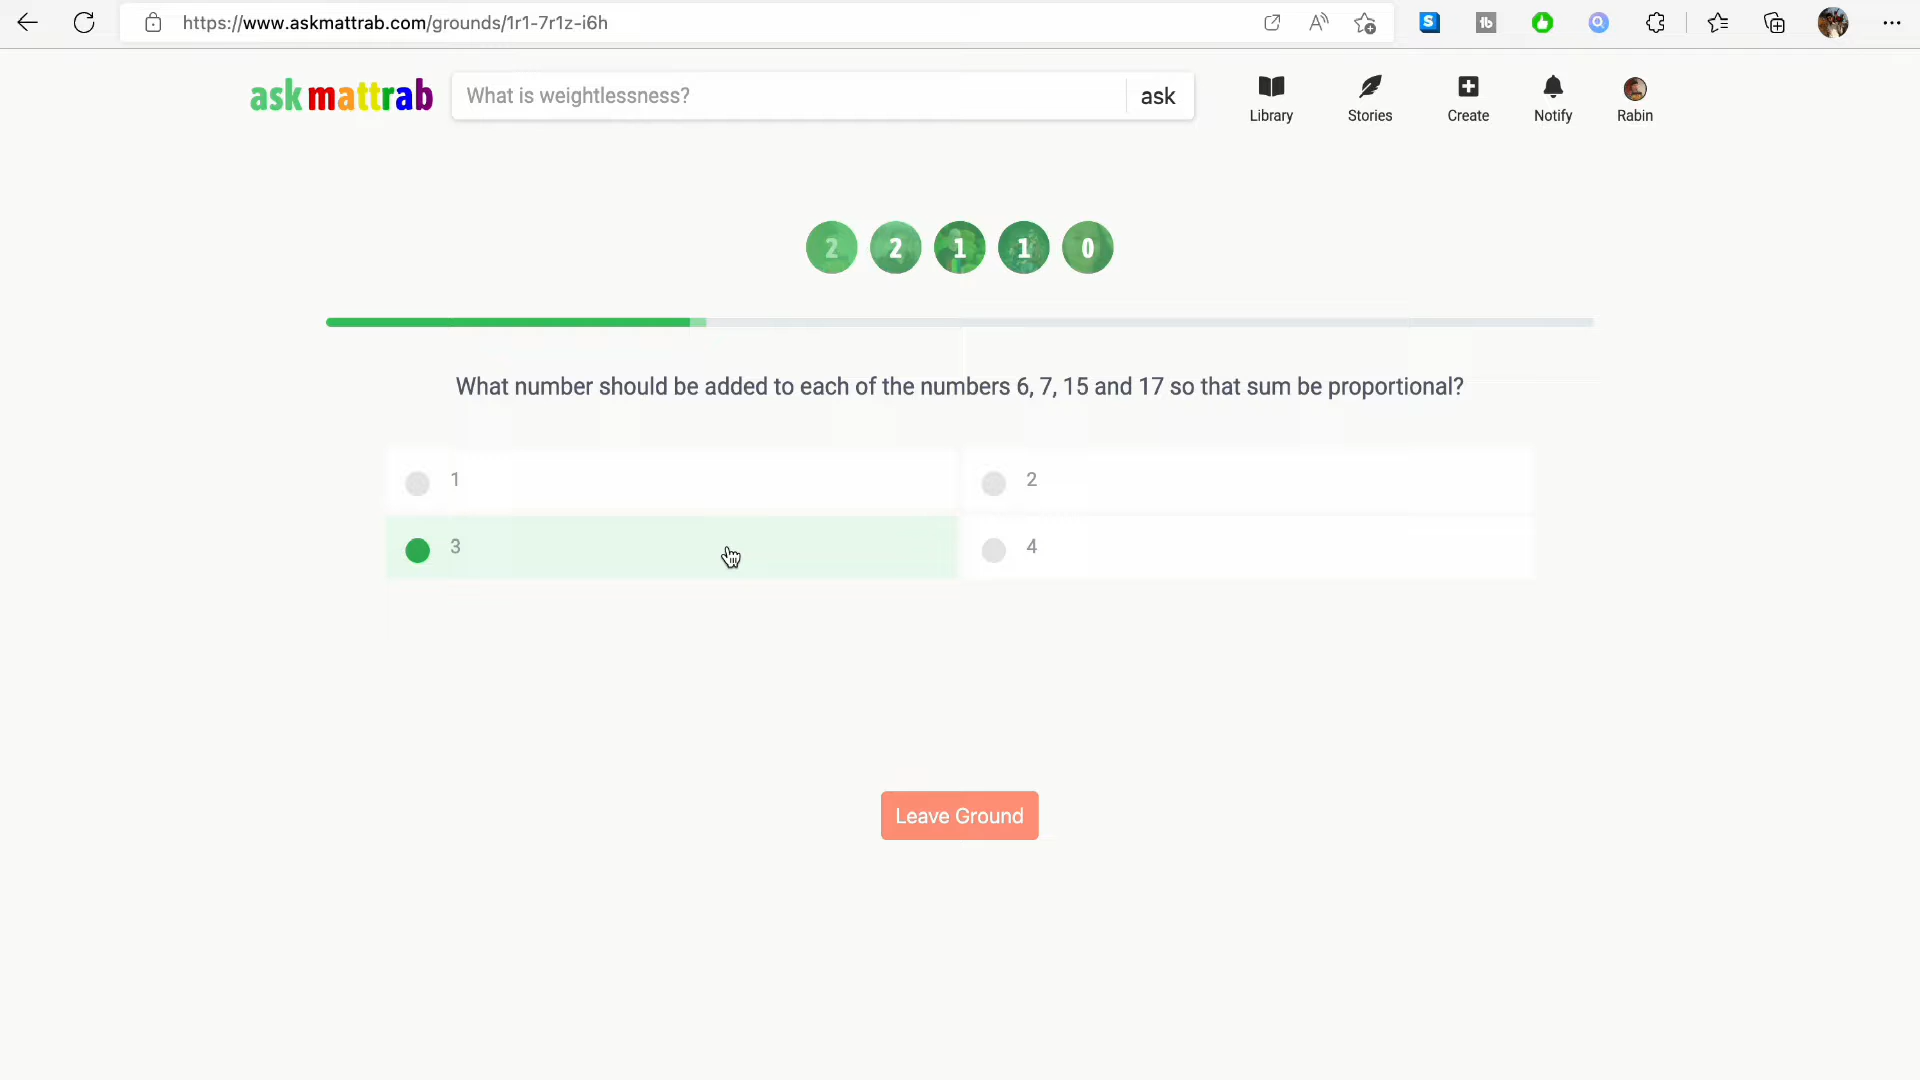 https://www.askmattrab.com/grounds/1r1-7r1z-i6h
askmattrab
What is weightlessness?
ask
Library
Stories
Create
Notify
Rabin
2 2 1 1 0
What number should be added to each of the numbers 6, 7, 15 and 17 so that sum be proportional?
1
2
3
4
Leave Ground